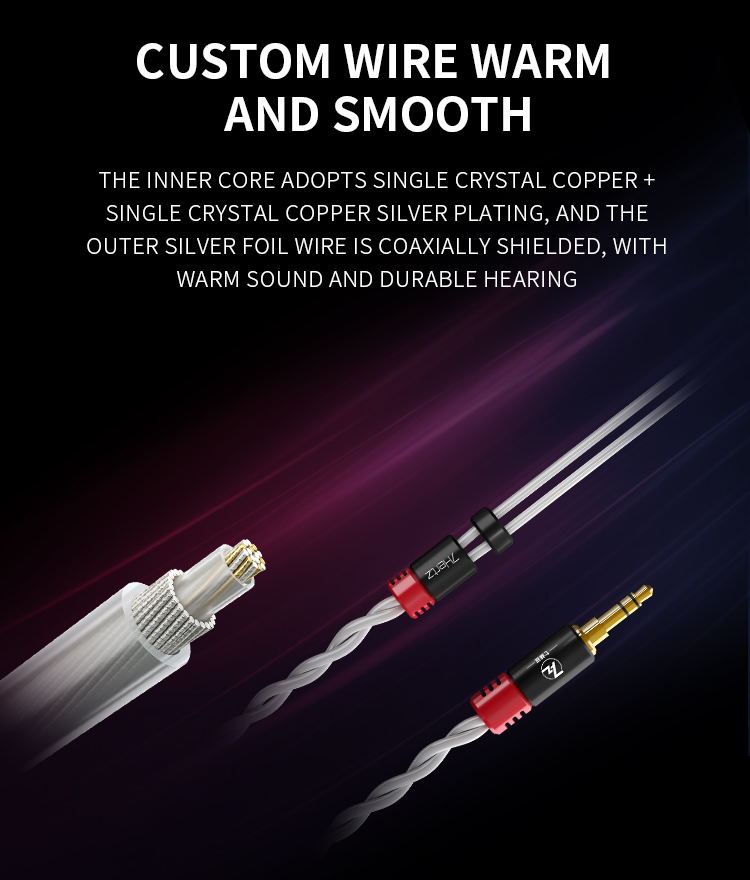 CUSTOM WIRE WARM
AND SMOOTH
THE INNER CORE ADOPTS SINGLE CRYSTAL COPPER +
SINGLE CRYSTAL COPPER SILVER PLATING, AND THE
OUTER SILVER FOIL WIRE IS COAXIALLY SHIELDED, WITH
WARM SOUND AND DURABLE HEARING
7Hertz